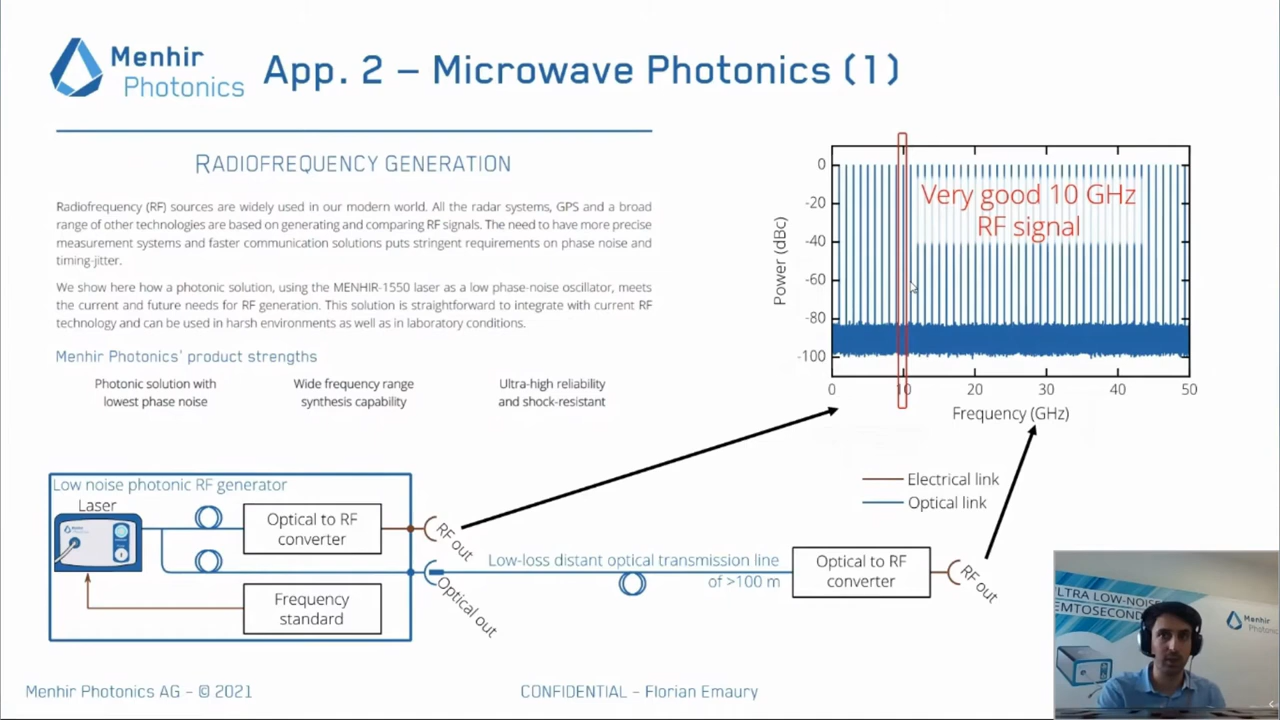 Menhir
Photonics
App. 2 – Microwave Photonics (1)
RADIOFREQUENCY GENERATION
Radiofrequency (RF) sources are widely used in our modern world. All the radar systems, GPS and a broad
range of other technologies are based on generating and comparing RF signals. The need to have more precise
measurement systems and faster communication solutions puts stringent requirements on phase noise and
timing-jitter.
We show here how a photonic solution, using the MENHIR-1550 laser as a low phase-noise oscillator, meets
the current and future needs for RF generation. This solution is straightforward to integrate with current RF
technology and can be used in harsh environments as well as in laboratory conditions.
Menhir Photonics' product strengths
Photonic solution with
lowest phase noise
Wide frequency range
synthesis capability
Ultra-high reliability
and shock-resistant
Very good 10 GHz
RF signal
Power (dBc)
0
-20
-40
-60
-80
-100
0 10 20 30 40 50
Frequency (GHz)
Electrical link
Optical link
Low noise photonic RF generator
Laser
Optical to RF
converter
Frequency
standard
RF out
Optical out
Low-loss distant optical transmission line
of >100 m
Optical to RF
converter
RF out
ULTRA LOW-NOISE
Menhir
Photonics
Menhir Photonics AG – © 2021
CONFIDENTIAL – Florian Emaury